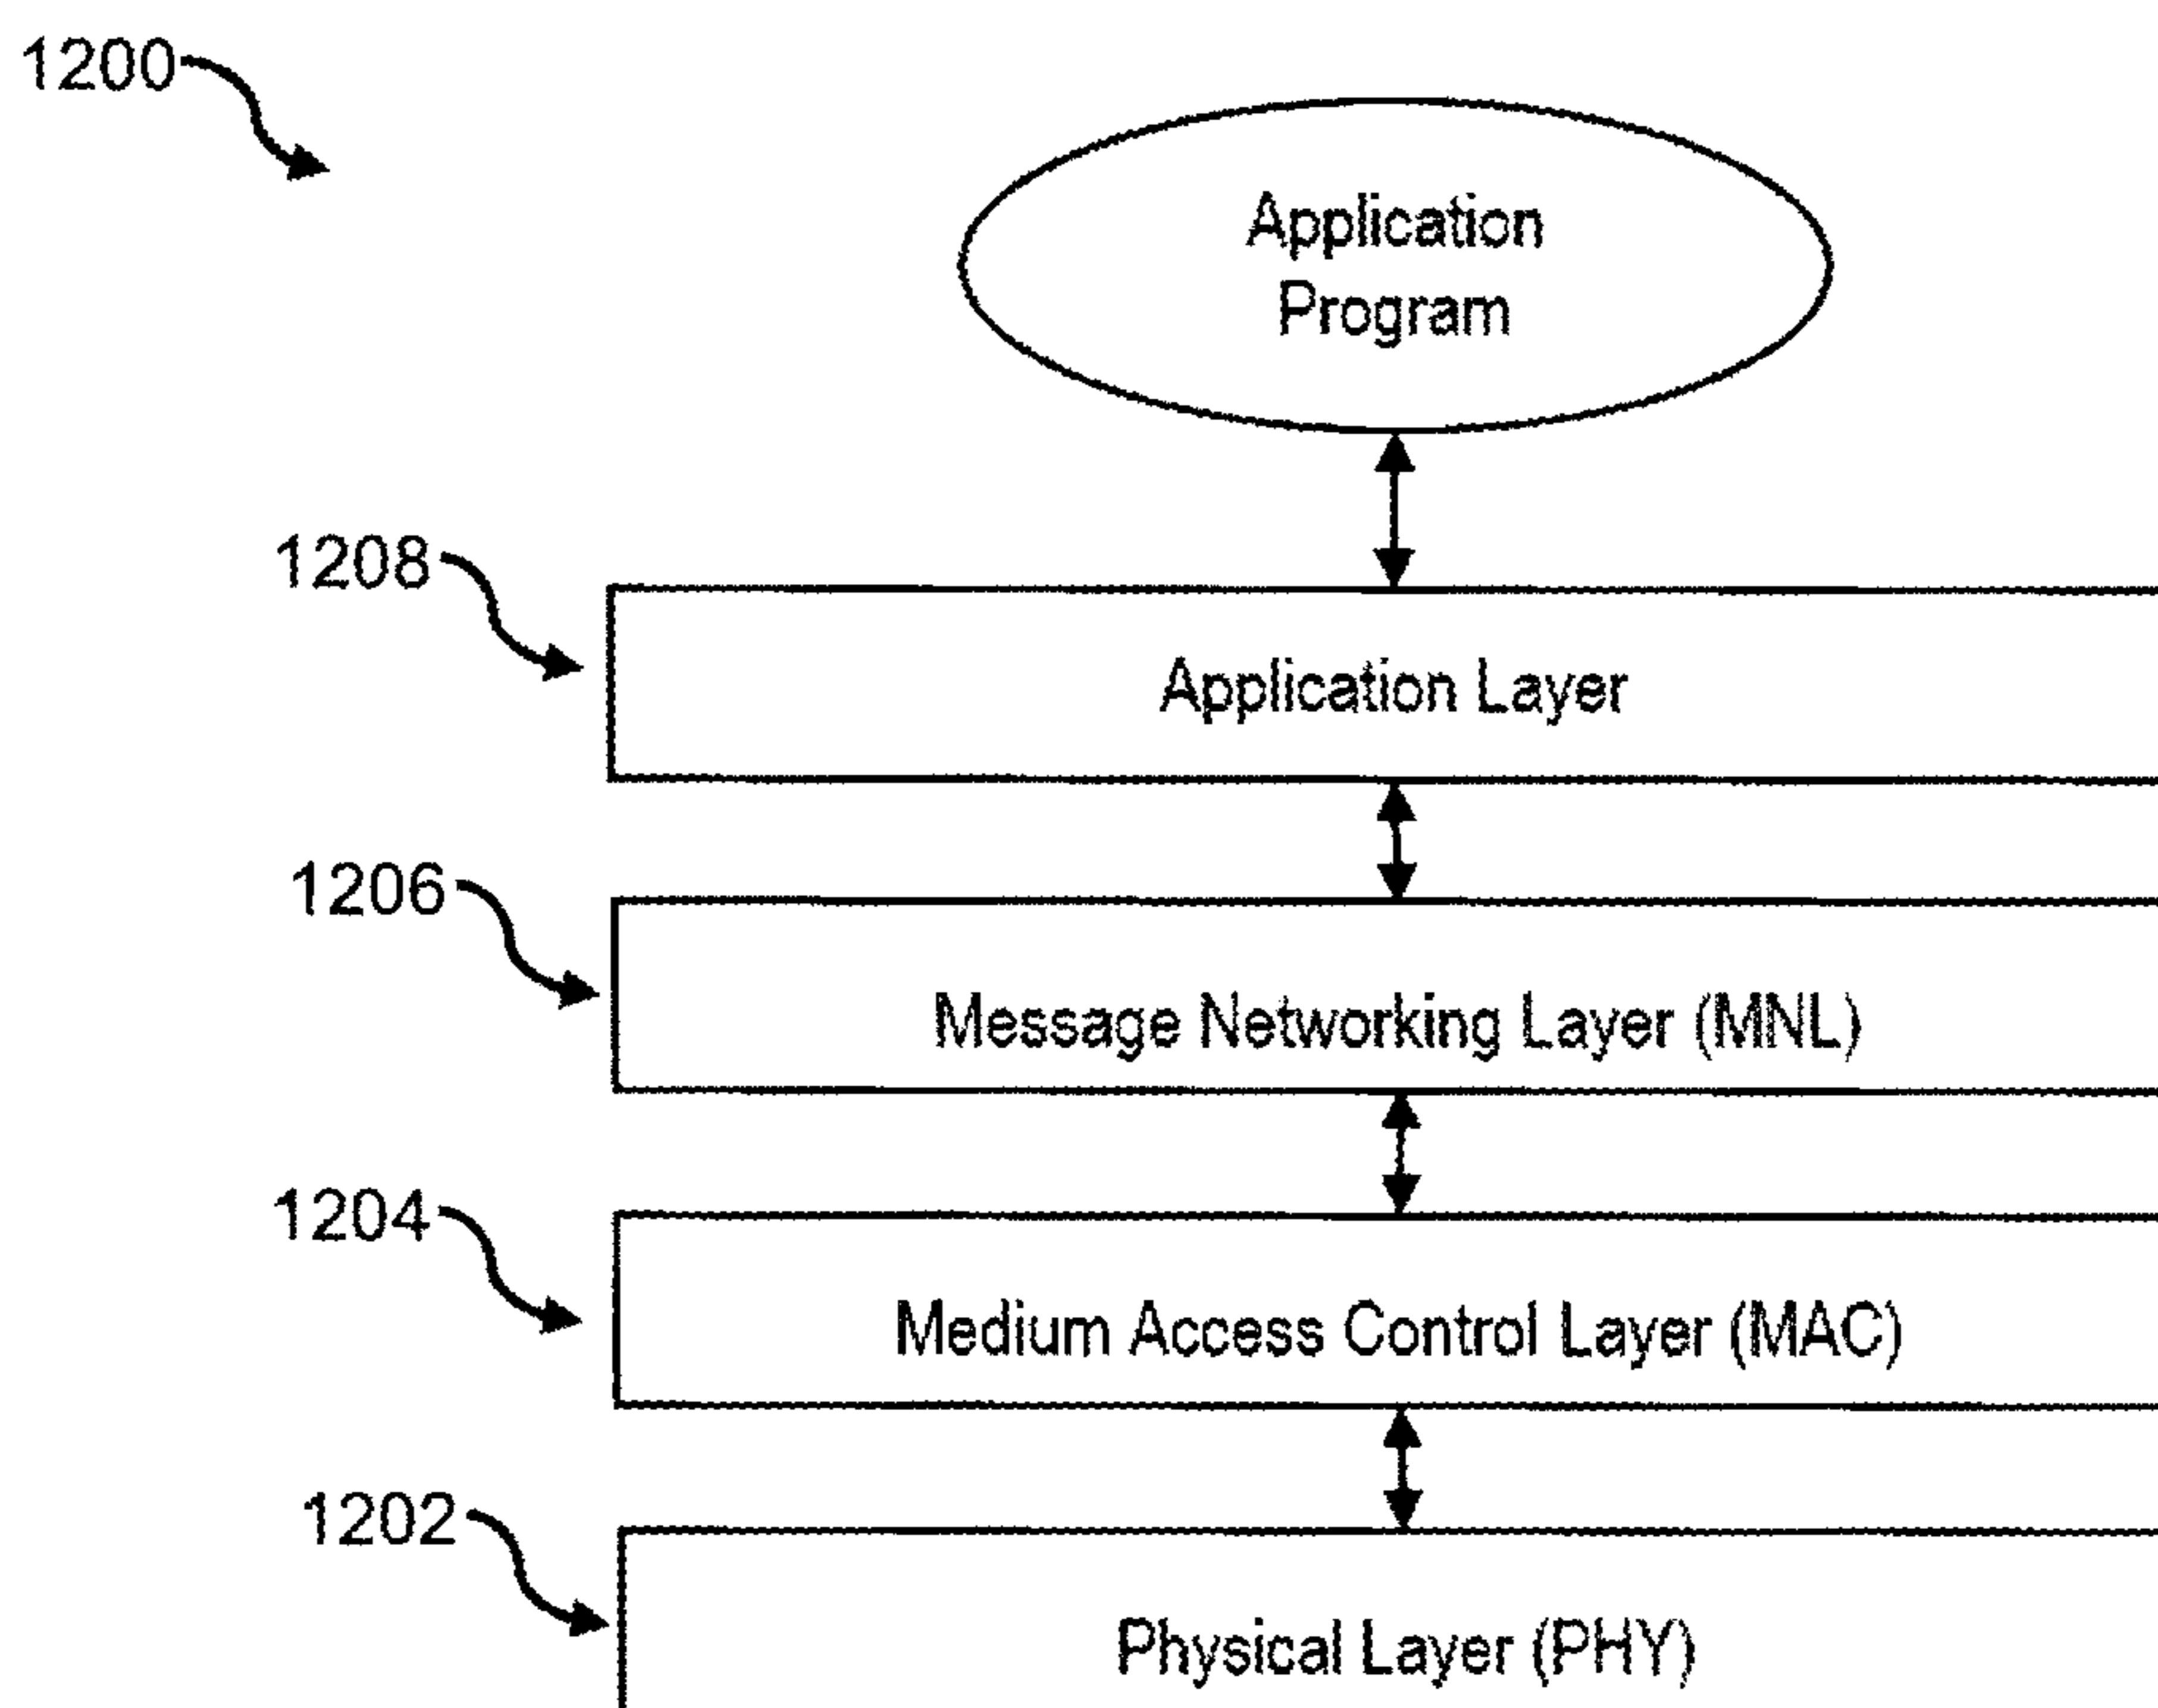 1200
Application
Program
1208
Application Layer
1206
Message Networking Layer (MNL)
1204
Medium Access Control Layer (MAC)
1202
Physical Layer (PHY)